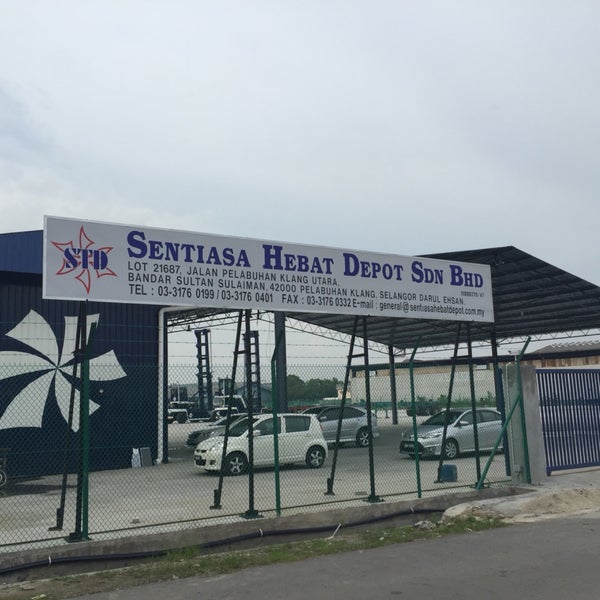 STD
SENTIASA HEBAT DEPOT SDN BHD
LOT 21687, JALAN PELABUHAN KLANG UTARA,
BANDAR SULTAN SULAIMAN, 42000 PELABUHAN KLANG, SELANGOR DARUL EHSAN,
TEL : 03-3176 0199 / 03-3176 0401 FAX : 03-3176 0332 E-mail : general@sentiasahebatdepot.com.my